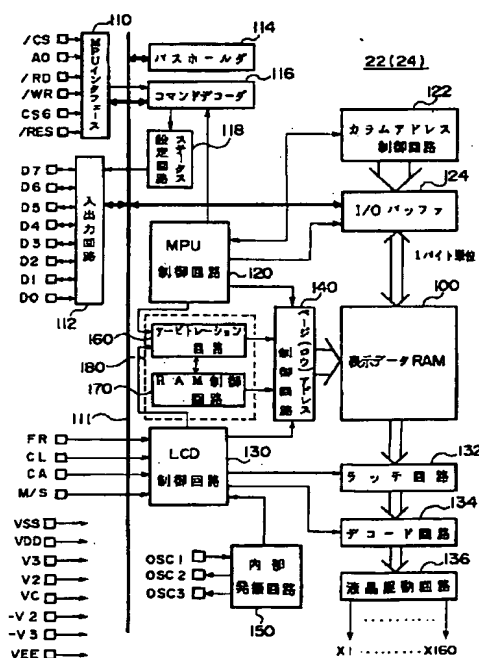 110
/CS
A0
/RD
/WR
CS6
/RES
MPUインタフェース
バスホールダ
114
コマンドデコーダ
116
ステータス
設定回路
118
22(24)
122
カラムアドレス
制御回路
124
I/Oバッファ
1バイト単位
D7
D6
D5
D4
D3
D2
D1
D0
入出力回路
112
MPU
制御回路
120
140
100
ページ(ロウ)アドレス
制御回路
表示データRAM
160
180
170
アービトレーション
回路
RAM制御
回路
111
FR
CL
CA
M/S
LCD
制御回路
130
132
ラッチ回路
134
デコード回路
136
液晶駆動回路
X1
X160
VSS
VDD
V3
V2
VC
-V2
-V3
VEE
OSC1
OSC2
OSC3
内部
発振回路
150